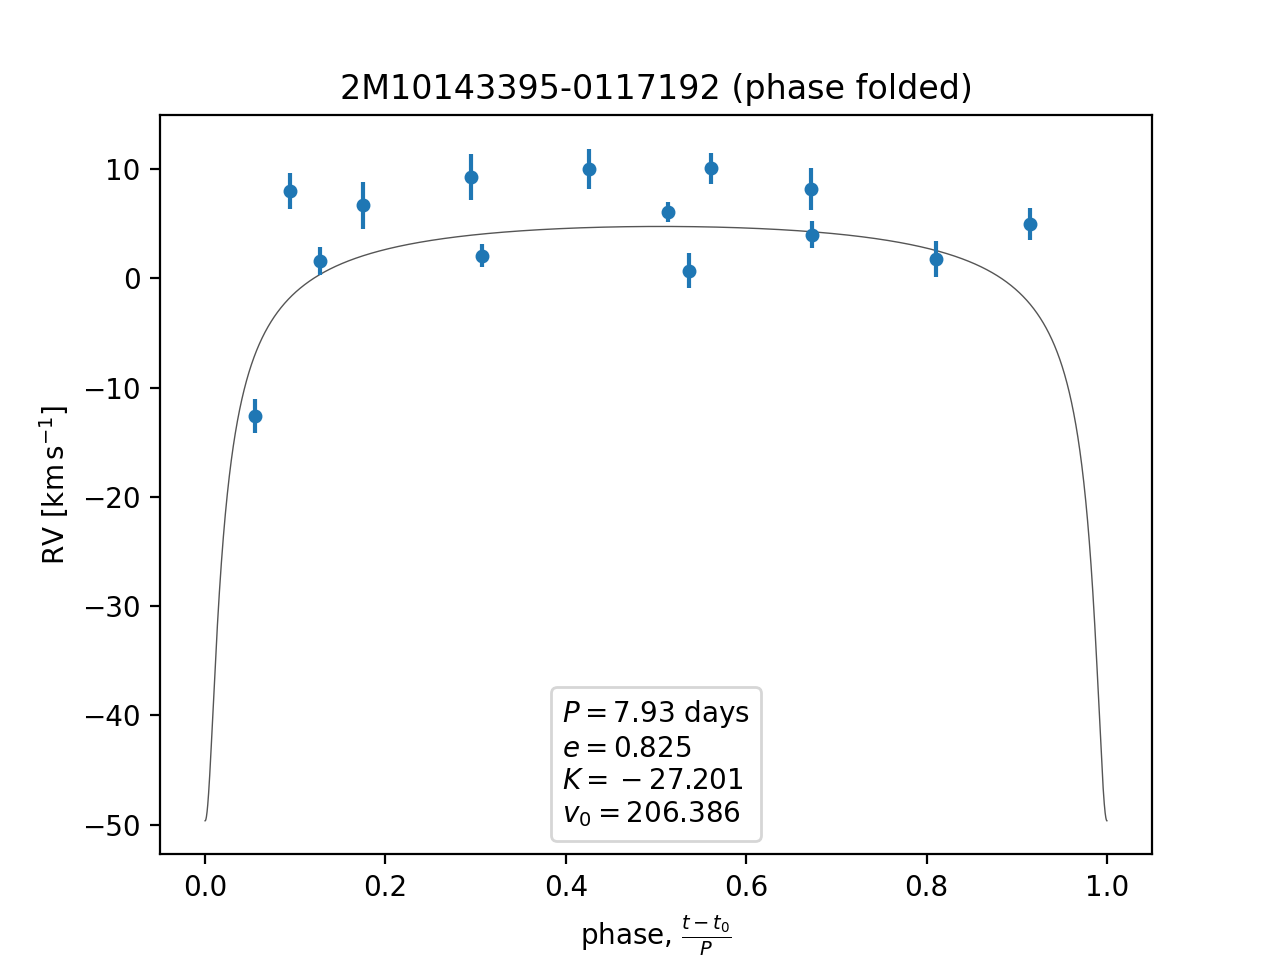 2M10143395-0117192 (phase folded)
10
0
−10
−20
−30
−40
−50
RV [km s⁻¹]
P = 7.93 days
e = 0.825
K = −27.201
v₀ = 206.386
0.0 0.2 0.4 0.6 0.8 1.0
phase, (t − t₀)/P